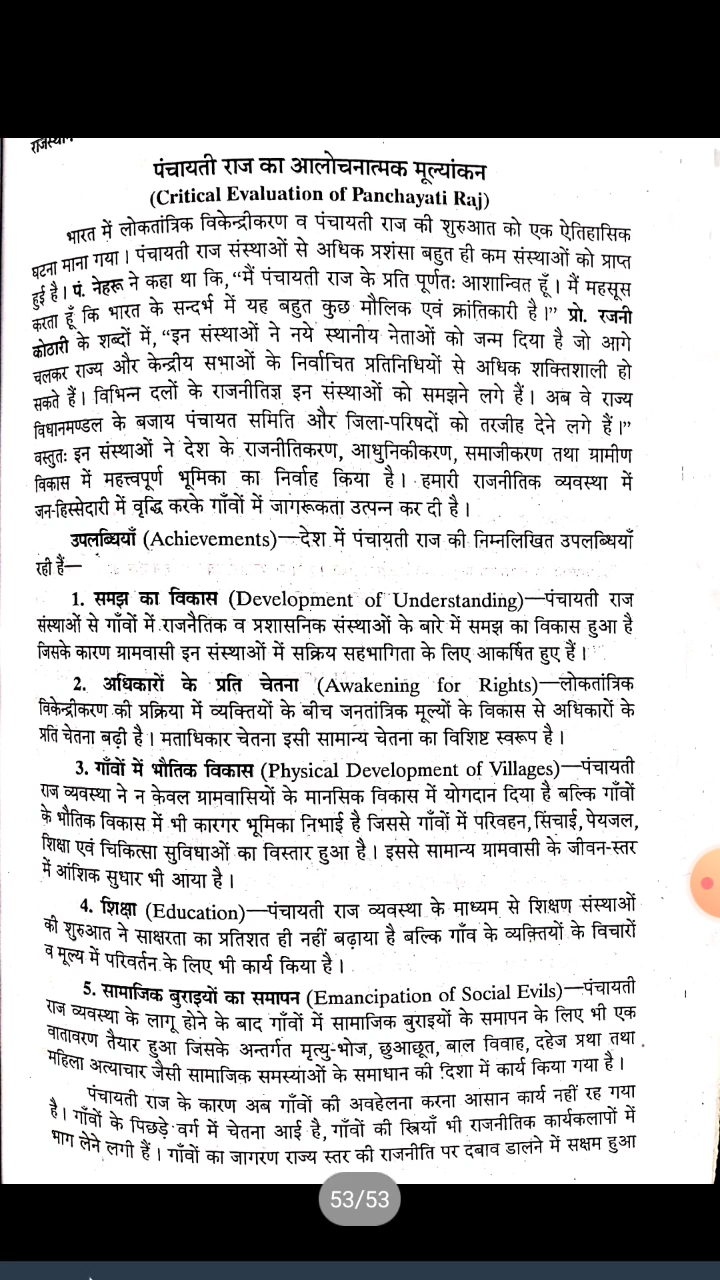 राजस्थान
पंचायती राज का आलोचनात्मक मूल्यांकन
(Critical Evaluation of Panchayati Raj)
भारत में लोकतांत्रिक विकेन्द्रीकरण व पंचायती राज की शुरुआत को एक ऐतिहासिक
घटना माना गया। पंचायती राज संस्थाओं से अधिक प्रशंसा बहुत ही कम संस्थाओं को प्राप्त
हुई है। पं. नेहरू ने कहा था कि, “मैं पंचायती राज के प्रति पूर्णतः आशान्वित हूँ। मैं महसूस
करता हूँ कि भारत के सन्दर्भ में यह बहुत कुछ मौलिक एवं क्रांतिकारी है।” प्रो. रजनी
कोठारी के शब्दों में, “इन संस्थाओं ने नये स्थानीय नेताओं को जन्म दिया है जो आगे
चलकर राज्य और केन्द्रीय सभाओं के निर्वाचित प्रतिनिधियों से अधिक शक्तिशाली हो
सकते हैं। विभिन्न दलों के राजनीतिज्ञ इन संस्थाओं को समझने लगे हैं। अब वे राज्य
विधानमण्डल के बजाय पंचायत समिति और जिला-परिषदों को तरजीह देने लगे हैं।”
वस्तुतः इन संस्थाओं ने देश के राजनीतिकरण, आधुनिकीकरण, समाजीकरण तथा ग्रामीण
विकास में महत्त्वपूर्ण भूमिका का निर्वाह किया है। हमारी राजनीतिक व्यवस्था में
जन-हिस्सेदारी में वृद्धि करके गाँवों में जागरूकता उत्पन्न कर दी है।
उपलब्धियाँ (Achievements)—देश में पंचायती राज की निम्नलिखित उपलब्धियाँ
रही हैं—
1. समझ का विकास (Development of Understanding)—पंचायती राज
संस्थाओं से गाँवों में राजनैतिक व प्रशासनिक संस्थाओं के बारे में समझ का विकास हुआ है
जिसके कारण ग्रामवासी इन संस्थाओं में सक्रिय सहभागिता के लिए आकर्षित हुए हैं।
2. अधिकारों के प्रति चेतना (Awakening for Rights)—लोकतांत्रिक
विकेन्द्रीकरण की प्रक्रिया में व्यक्तियों के बीच जनतांत्रिक मूल्यों के विकास से अधिकारों के
प्रति चेतना बढ़ी है। मताधिकार चेतना इसी सामान्य चेतना का विशिष्ट स्वरूप है।
3. गाँवों में भौतिक विकास (Physical Development of Villages)—पंचायती
राज व्यवस्था ने न केवल ग्रामवासियों के मानसिक विकास में योगदान दिया है बल्कि गाँवों
के भौतिक विकास में भी कारगर भूमिका निभाई है जिससे गाँवों में परिवहन, सिंचाई, पेयजल,
शिक्षा एवं चिकित्सा सुविधाओं का विस्तार हुआ है। इससे सामान्य ग्रामवासी के जीवन-स्तर
में आंशिक सुधार भी आया है।
4. शिक्षा (Education)—पंचायती राज व्यवस्था के माध्यम से शिक्षण संस्थाओं
की शुरुआत ने साक्षरता का प्रतिशत ही नहीं बढ़ाया है बल्कि गाँव के व्यक्तियों के विचारों
व मूल्य में परिवर्तन के लिए भी कार्य किया है।
5. सामाजिक बुराइयों का समापन (Emancipation of Social Evils)—पंचायती
राज व्यवस्था के लागू होने के बाद गाँवों में सामाजिक बुराइयों के समापन के लिए भी एक
वातावरण तैयार हुआ जिसके अन्तर्गत मृत्यु-भोज, छुआछूत, बाल विवाह, दहेज प्रथा तथा
महिला अत्याचार जैसी सामाजिक समस्याओं के समाधान की दिशा में कार्य किया गया है।
पंचायती राज के कारण अब गाँवों की अवहेलना करना आसान कार्य नहीं रह गया
है। गाँवों के पिछड़े वर्ग में चेतना आई है, गाँवों की स्त्रियाँ भी राजनीतिक कार्यकलापों में
भाग लेने लगी हैं। गाँवों का जागरण राज्य स्तर की राजनीति पर दबाव डालने में सक्षम हुआ
53/53